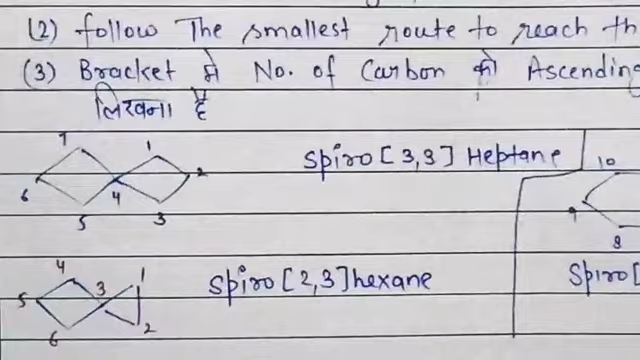 (2) follow The smallest route to reach th
(3) Bracket मे No. of Carbon को Ascending
लिखना है
7 1
2
6 4
5 3
Spiro [3,3] Heptane
10
9
8
4 1
5 3
6 2
Spiro [2,3] hexane
Spiro[